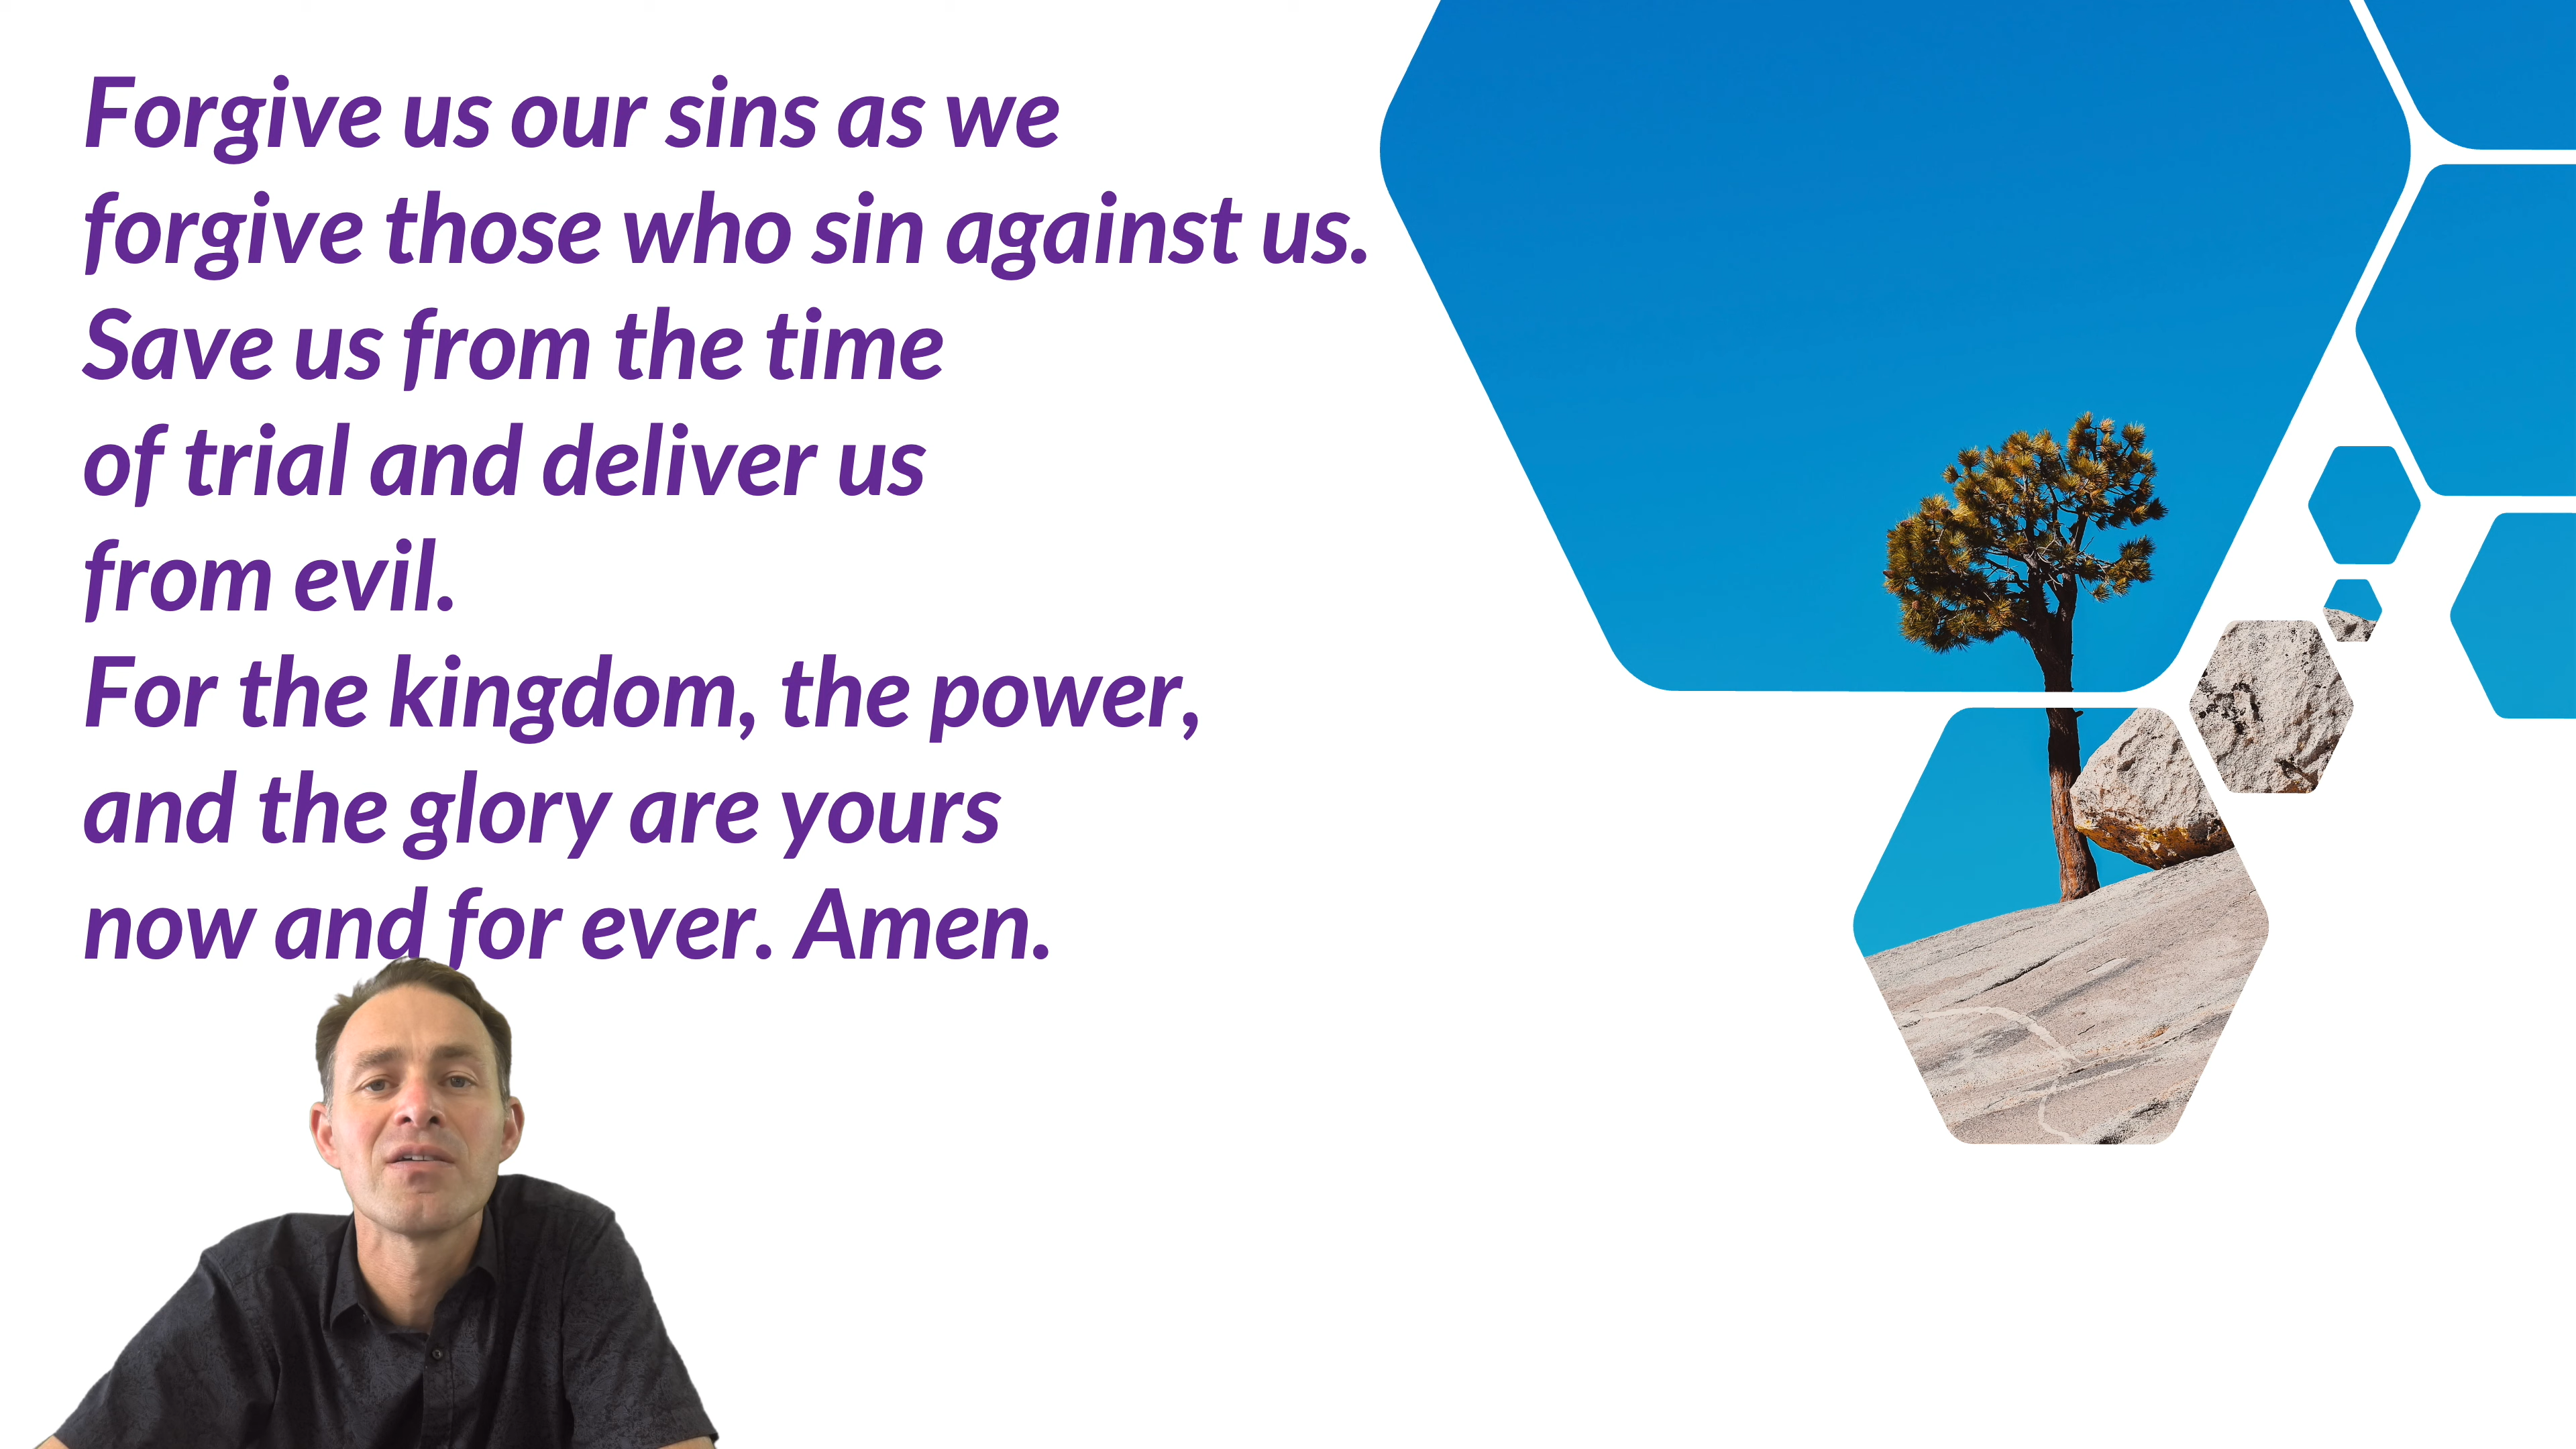 Forgive us our sins as we
forgive those who sin against us.
Save us from the time
of trial and deliver us
from evil.
For the kingdom, the power,
and the glory are yours
now and for ever. Amen.